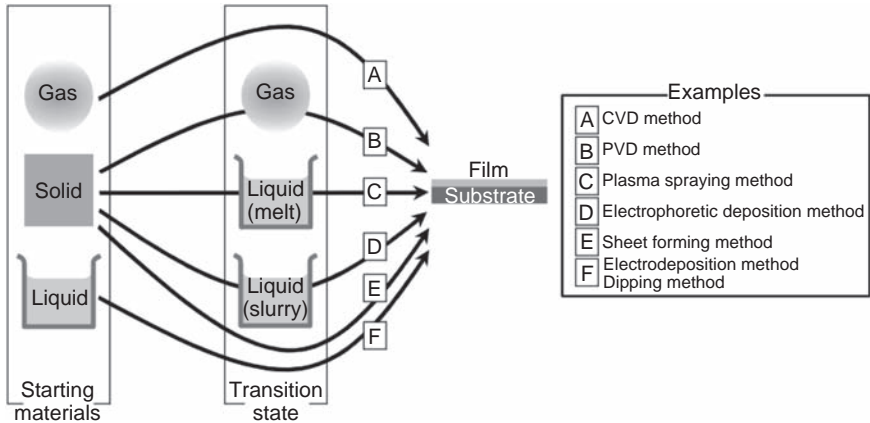 Gas
Solid
Liquid
Starting
materials
Gas
Liquid
(melt)
Liquid
(slurry)
Transition
state
A
B
C
D
E
F
Film
Substrate
Examples
A CVD method
B PVD method
C Plasma spraying method
D Electrophoretic deposition method
E Sheet forming method
F Electrodeposition method
Dipping method